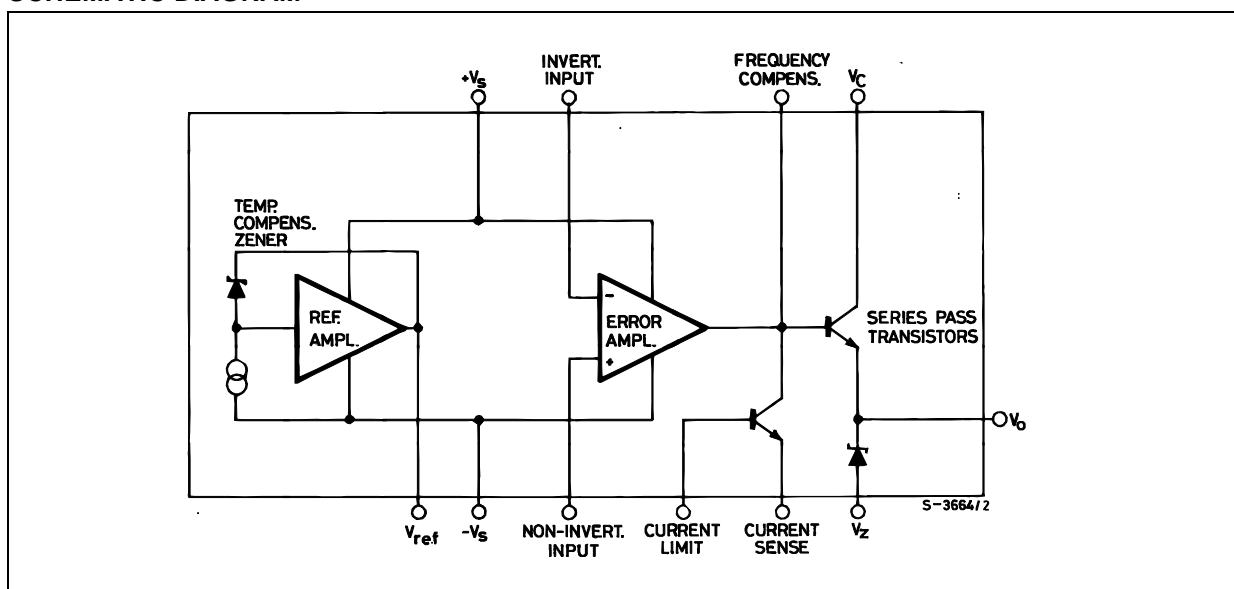 INVERT.
INPUT
FREQUENCY
COMPENS.
+Vs
VC
TEMP.
COMPENS.
ZENER
REF.
AMPL.
-
ERROR
AMPL.
+
SERIES PASS
TRANSISTORS
Vo
S-3664/2
Vref
-Vs
NON-INVERT.
INPUT
CURRENT
LIMIT
CURRENT
SENSE
VZ